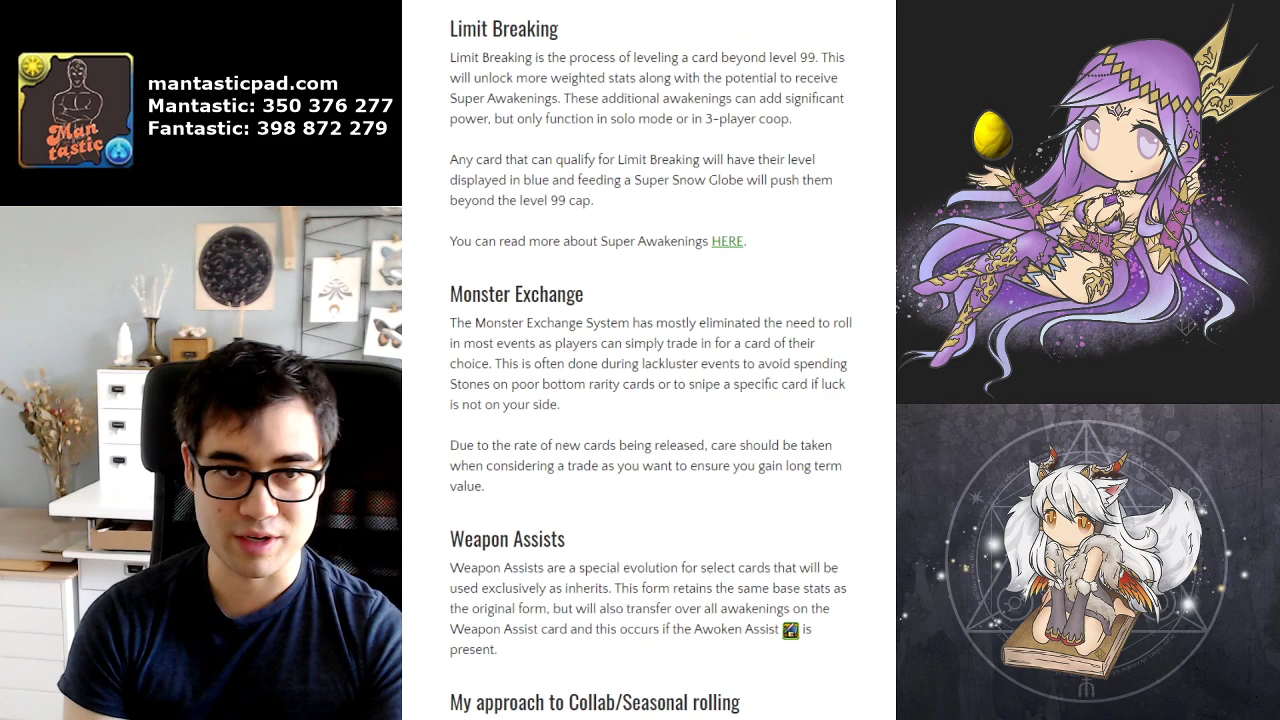 mantasticpad.com
Mantastic: 350 376 277
Fantastic: 398 872 279
Man
tastic
Limit Breaking
Limit Breaking is the process of leveling a card beyond level 99. This
will unlock more weighted stats along with the potential to receive
Super Awakenings. These additional awakenings can add significant
power, but only function in solo mode or in 3-player coop.
Any card that can qualify for Limit Breaking will have their level
displayed in blue and feeding a Super Snow Globe will push them
beyond the level 99 cap.
You can read more about Super Awakenings HERE.
Monster Exchange
The Monster Exchange System has mostly eliminated the need to roll
in most events as players can simply trade in for a card of their
choice. This is often done during lackluster events to avoid spending
Stones on poor bottom rarity cards or to snipe a specific card if luck
is not on your side.
Due to the rate of new cards being released, care should be taken
when considering a trade as you want to ensure you gain long term
value.
Weapon Assists
Weapon Assists are a special evolution for select cards that will be
used exclusively as inherits. This form retains the same base stats as
the original form, but will also transfer over all awakenings on the
Weapon Assist card and this occurs if the Awoken Assist is
present.
My approach to Collab/Seasonal rolling